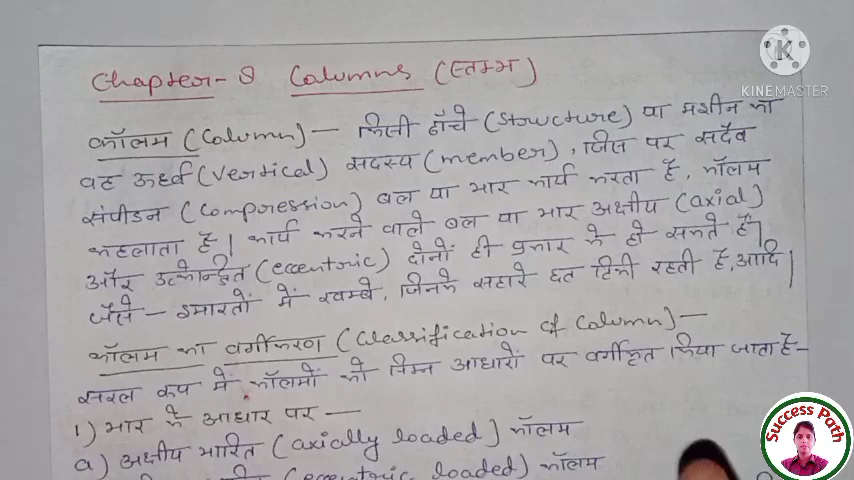 Chapter-8 Columns (स्तम्भ)
कॉलम (Column) — किसी ढाँचे (Structure) या मशीन का
वह ऊर्ध्व (vertical) सदस्य (member), जिस पर सदैव
संपीडन (Compression) बल या भार कार्य करता है, कॉलम
कहलाता है। कार्य करने वाले बल या भार अक्षीय (axial)
और उत्केन्द्रित (eccentric) दोनों ही प्रकार के हो सकते हैं।
जैसे — इमारतों में खम्बे, जिनके सहारे छत टिकी रहती है, आदि।
कॉलम का वर्गीकरण (Classification of Column) —
सरल रूप में कॉलमों को निम्न आधारों पर वर्गीकृत किया जाता है—
1) भार के आधार पर —
a) अक्षीय भारित (axially loaded) कॉलम
(eccentric loaded) कॉलम
KINEMASTER
Success Path